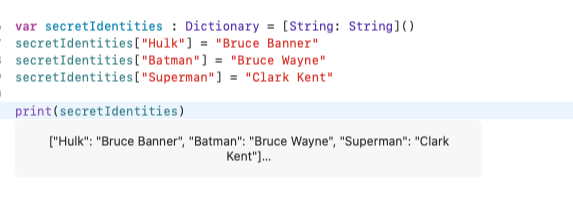 var secretIdentities : Dictionary = [String: String]()
secretIdentities["Hulk"] = "Bruce Banner"
secretIdentities["Batman"] = "Bruce Wayne"
secretIdentities["Superman"] = "Clark Kent"
print(secretIdentities)
["Hulk": "Bruce Banner", "Batman": "Bruce Wayne", "Superman": "Clark
Kent"]...